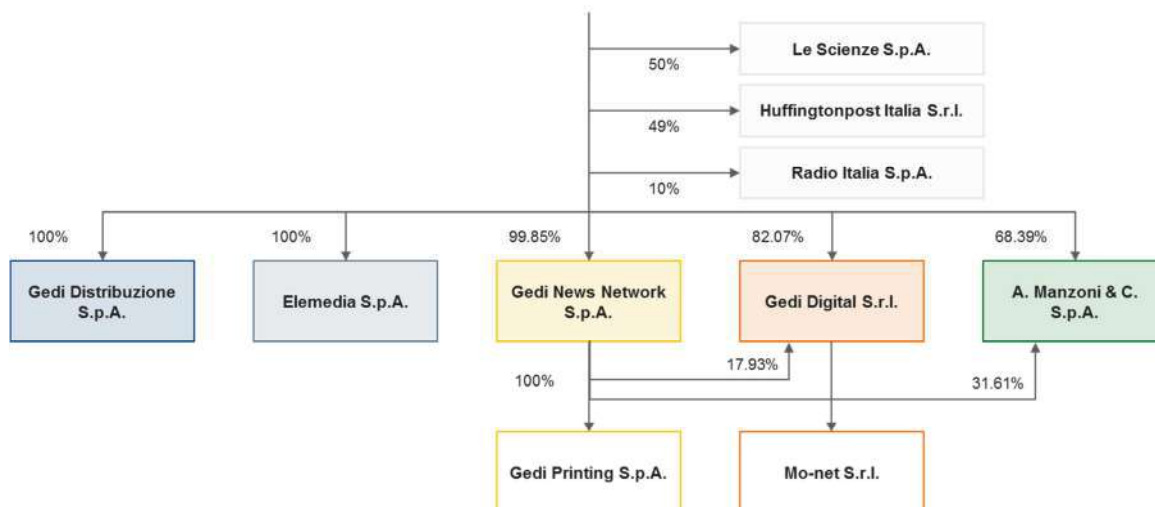 Le Scienze S.p.A.
50%
Huffingtonpost Italia S.r.l.
49%
Radio Italia S.p.A.
10%
100%
100%
99.85%
82.07%
68.39%
Gedi Distribuzione
S.p.A.
Elemedia S.p.A.
Gedi News Network
S.p.A.
Gedi Digital S.r.l.
A. Manzoni & C.
S.p.A.
100%
17.93%
31.61%
Gedi Printing S.p.A.
Mo-net S.r.l.